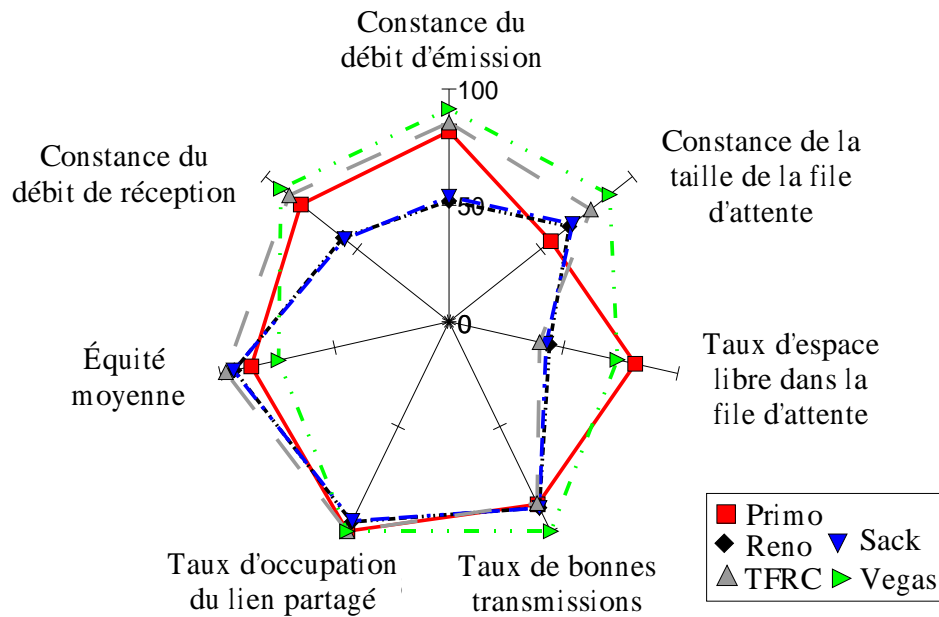 Constance du
débit d'émission
100
Constance de la
taille de la file
d'attente
Constance du
débit de réception
50
0
Taux d'espace
libre dans la
file d'attente
Équité
moyenne
Taux d'occupation
du lien partagé
Taux de bonnes
transmissions
Primo
Reno
Sack
TFRC
Vegas